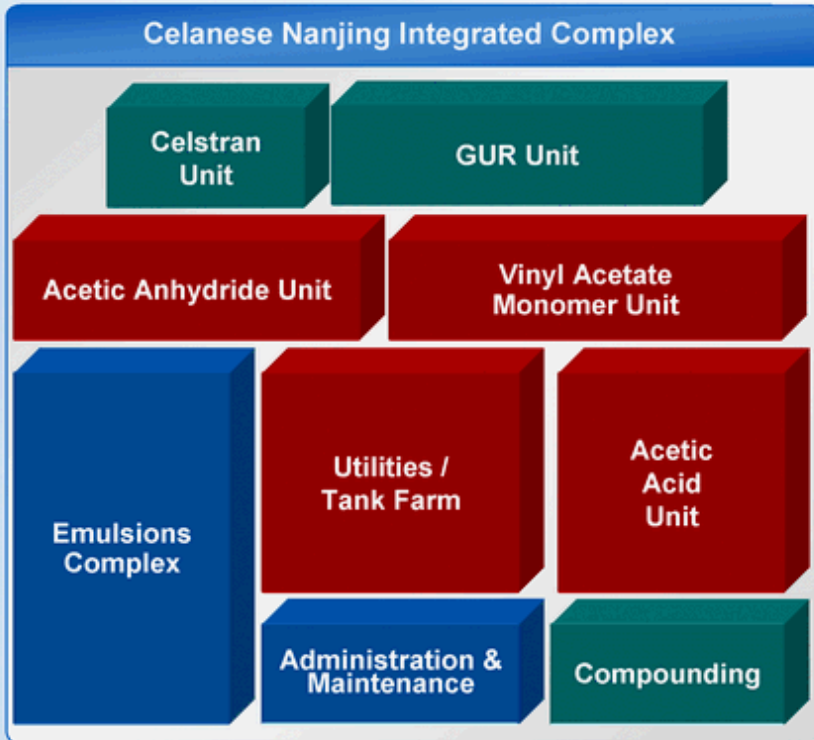 Celanese Nanjing Integrated Complex
Celstran
Unit
GUR Unit
Acetic Anhydride Unit
Vinyl Acetate
Monomer Unit
Emulsions
Complex
Utilities /
Tank Farm
Acetic
Acid
Unit
Administration &
Maintenance
Compounding